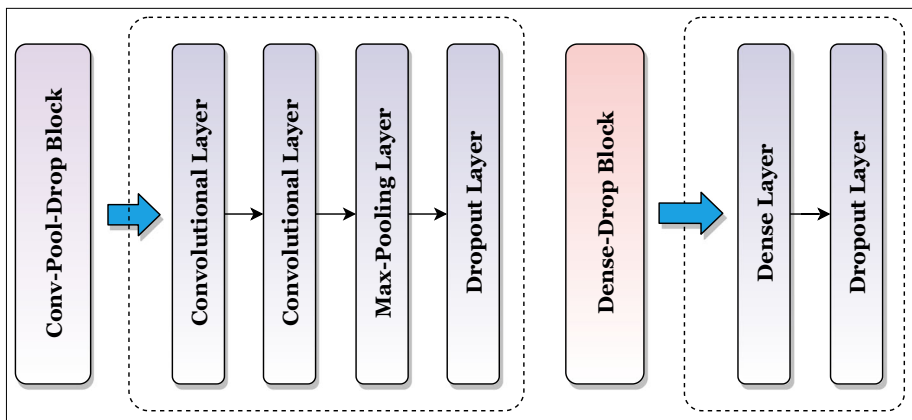 Conv-Pool-Drop Block
Convolutional Layer
Convolutional Layer
Max-Pooling Layer
Dropout Layer
Dense-Drop Block
Dense Layer
Dropout Layer